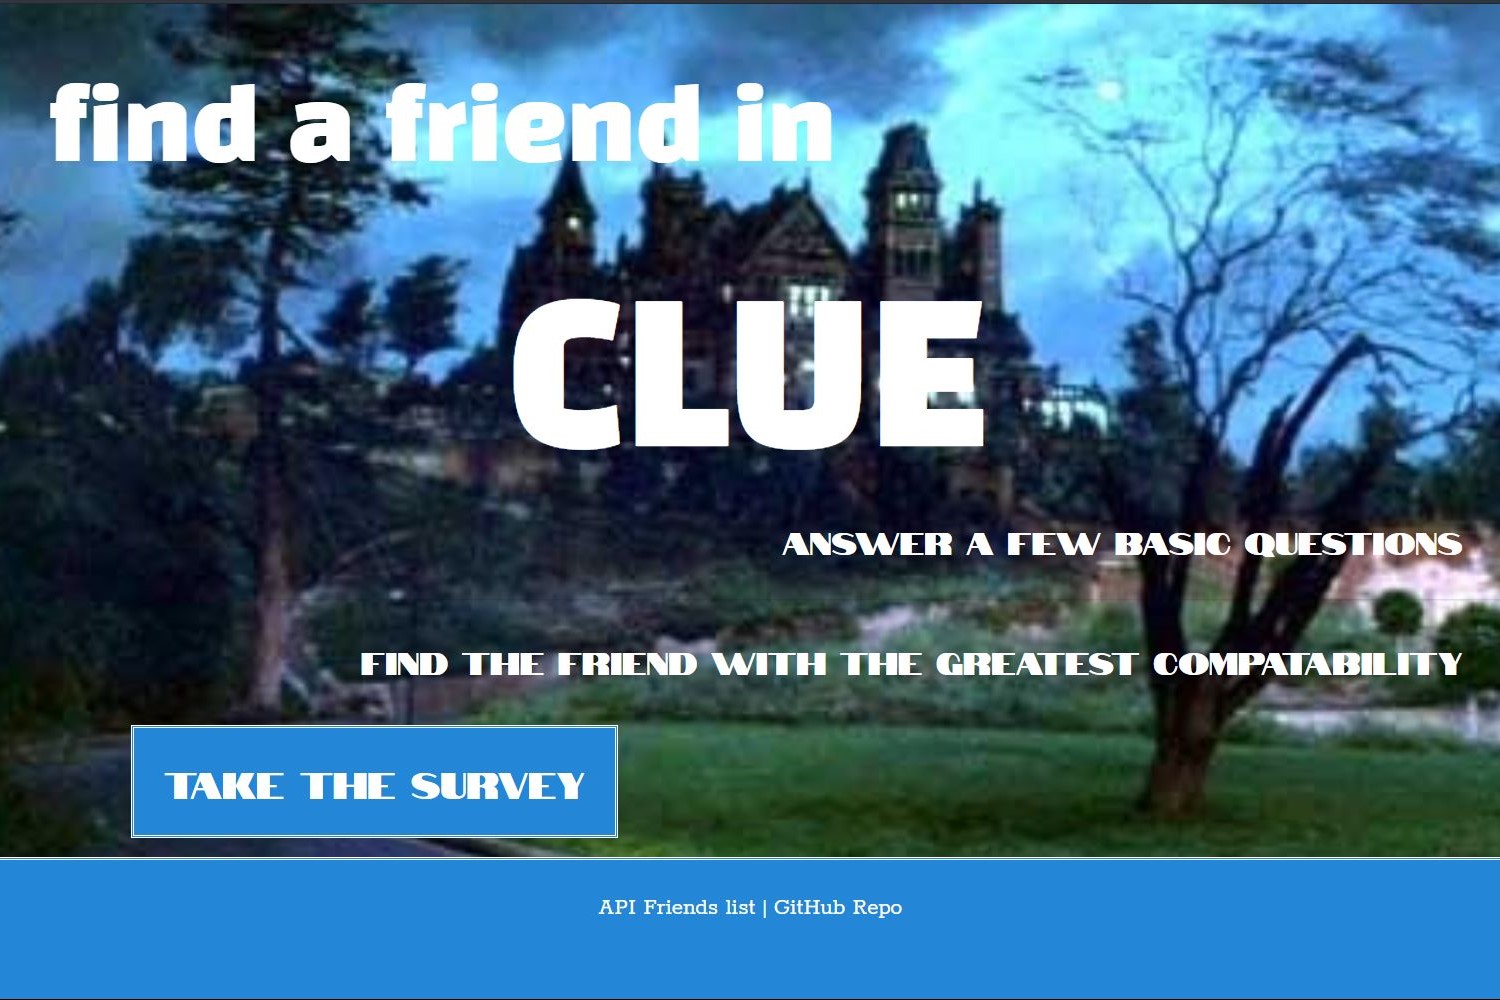 find a friend in
CLUE
ANSWER A FEW BASIC QUESTIONS
FIND THE FRIEND WITH THE GREATEST COMPATABILITY
TAKE THE SURVEY
API Friends list | GitHub Repo